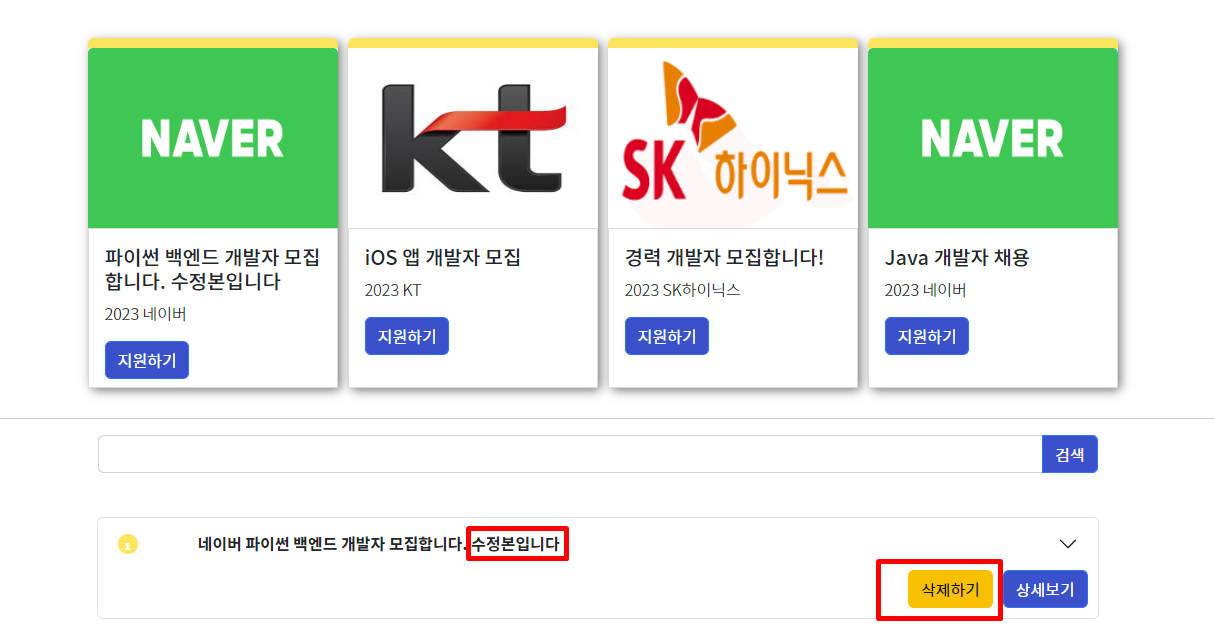 NAVER
kt
SK 하이닉스
NAVER
파이썬 백엔드 개발자 모집
합니다. 수정본입니다
2023 네이버
지원하기
iOS 앱 개발자 모집
2023 KT
지원하기
경력 개발자 모집합니다!
2023 SK하이닉스
지원하기
Java 개발자 채용
2023 네이버
지원하기
검색
1 네이버 파이썬 백엔드 개발자 모집합니다. 수정본입니다
삭제하기 상세보기